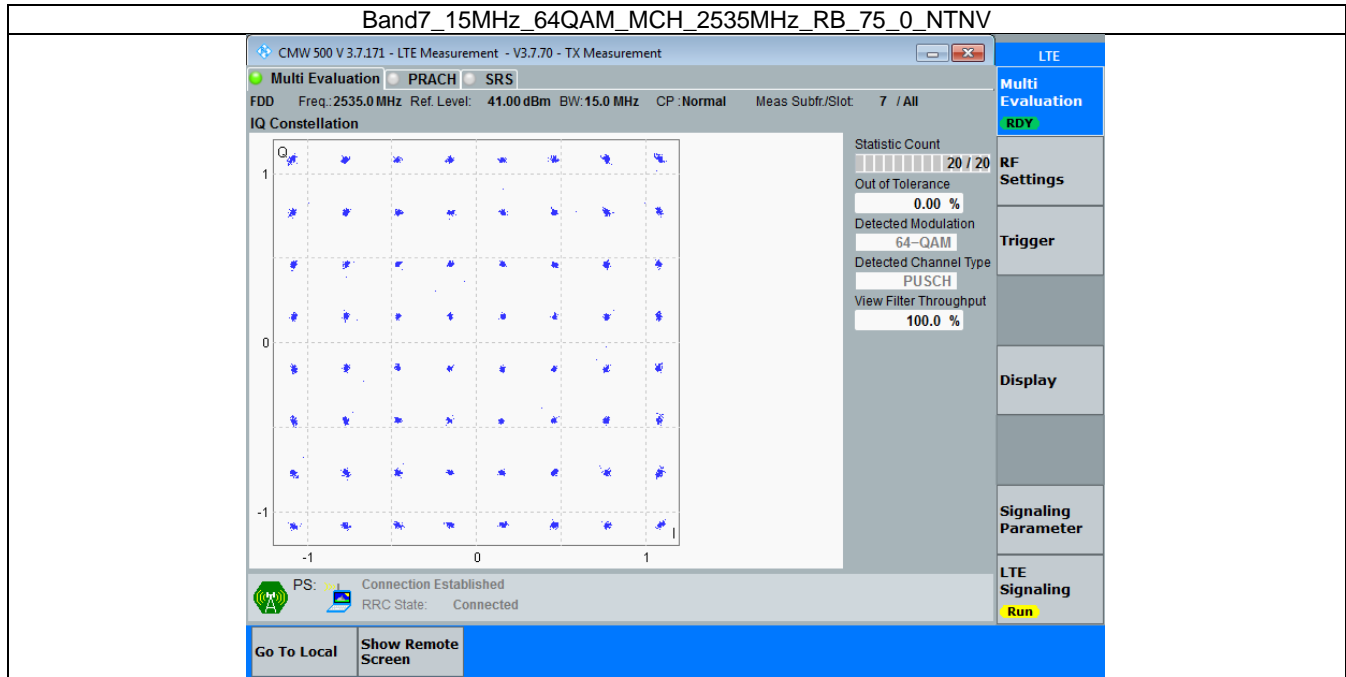 Band7_15MHz_64QAM_MCH_2535MHz_RB_75_0_NTNV
CMW 500 V 3.7.171 - LTE Measurement - V3.7.70 - TX Measurement
LTE
Multi Evaluation PRACH SRS
FDD Freq.: 2535.0 MHz Ref. Level: 41.00 dBm BW: 15.0 MHz CP : Normal Meas Subfr./Slot: 7 / All
IQ Constellation
Q
1
0
-1
-1 0 1
I
Statistic Count
20 / 20
Out of Tolerance
0.00 %
Detected Modulation
64-QAM
Detected Channel Type
PUSCH
View Filter Throughput
100.0 %
Multi
Evaluation
RDY
RF
Settings
Trigger
Display
Signaling
Parameter
LTE
Signaling
Run
PS: Connection Established
RRC State: Connected
Go To Local
Show Remote
Screen